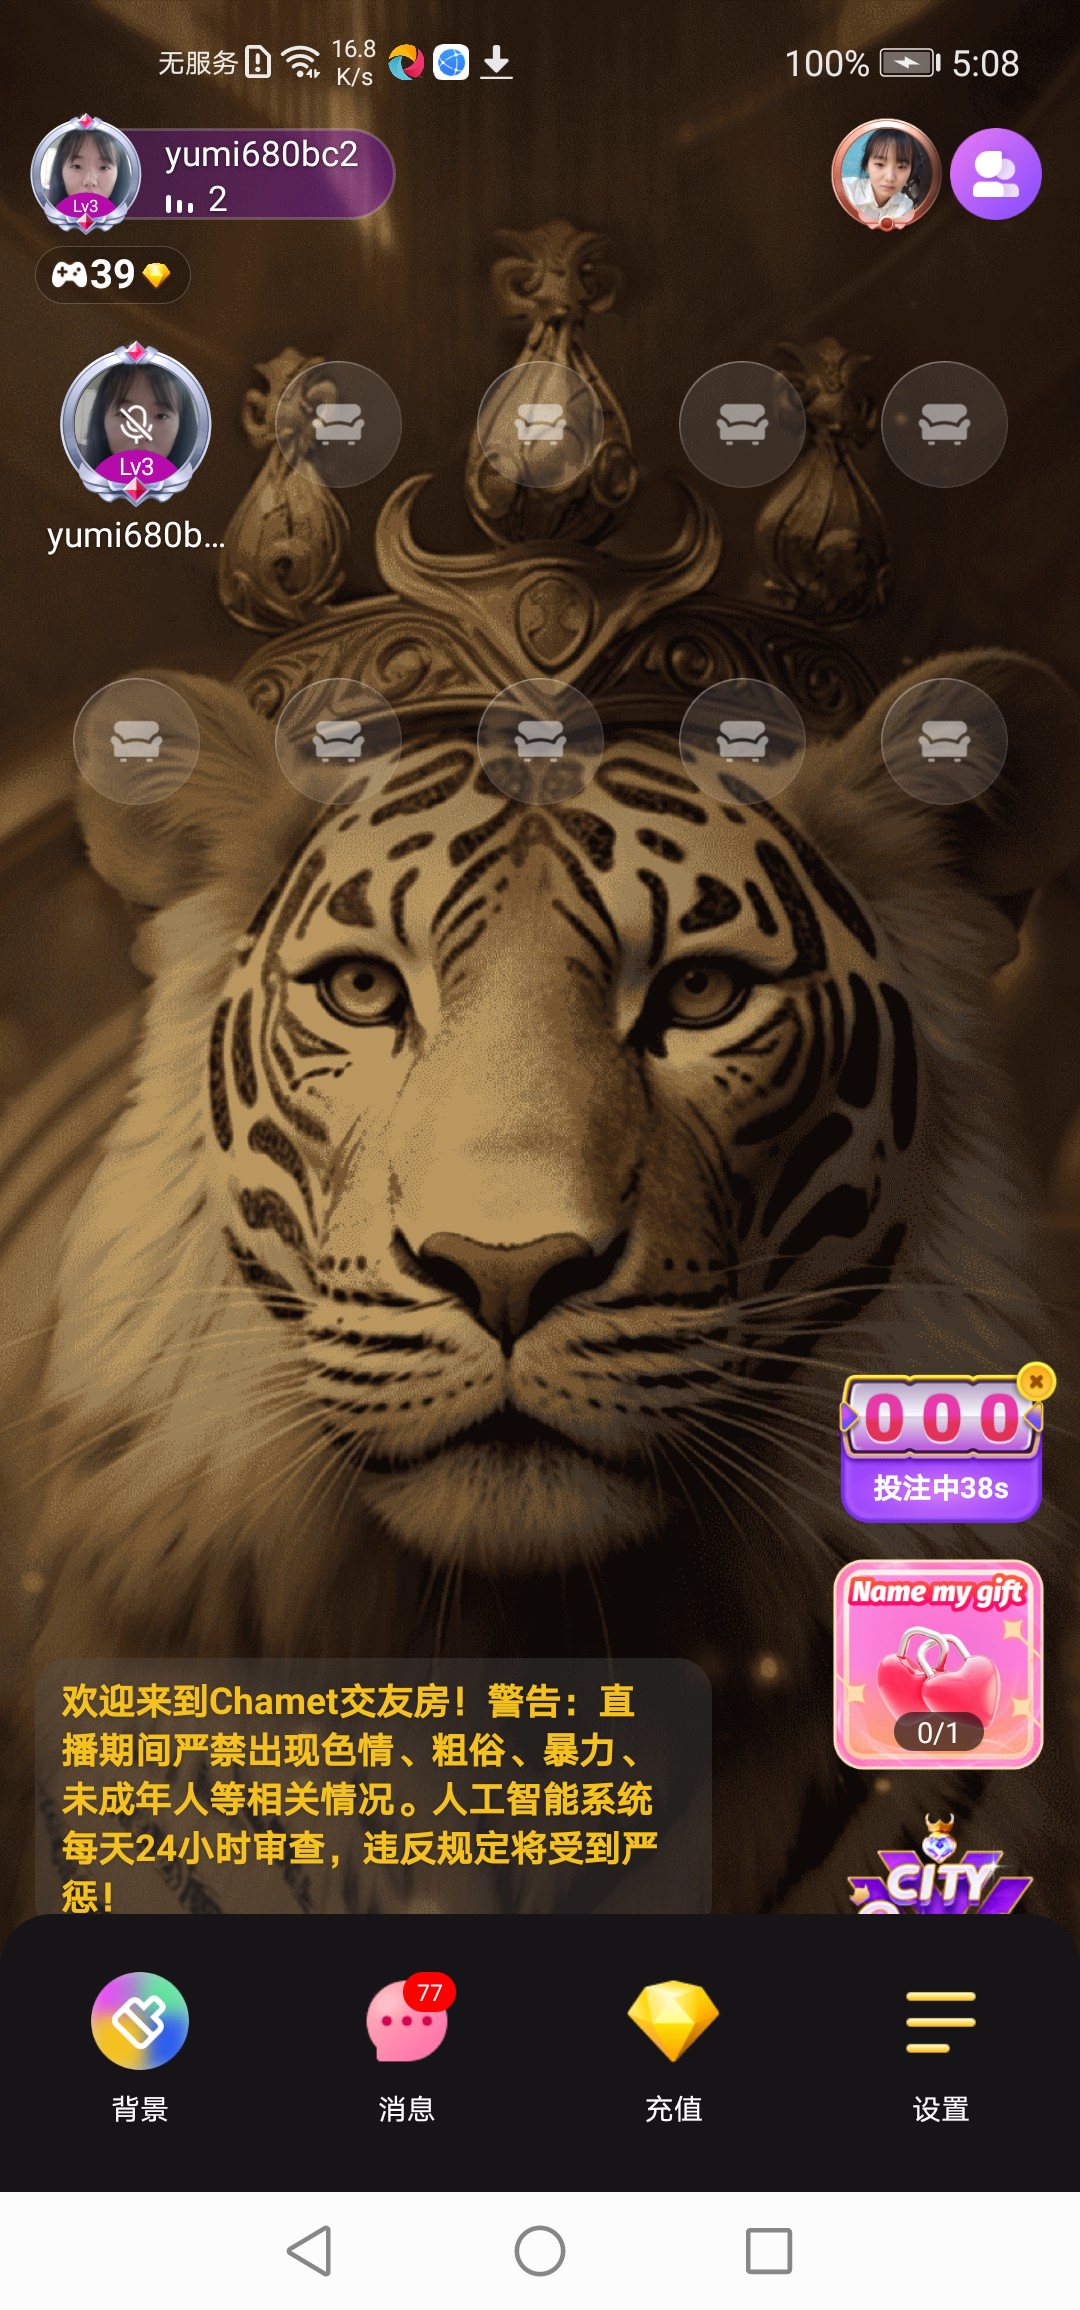 无服务 16.8 K/s 100% 5:08
yumi680bc2
2
Lv3
39
Lv3
yumi680b...
000
投注中38s
Name my gift
0/1
欢迎来到Chamet交友房！警告：直
播期间严禁出现色情、粗俗、暴力、
未成年人等相关情况。人工智能系统
每天24小时审查，违反规定将受到严
惩！
CITY
77
背景 消息 充值 设置